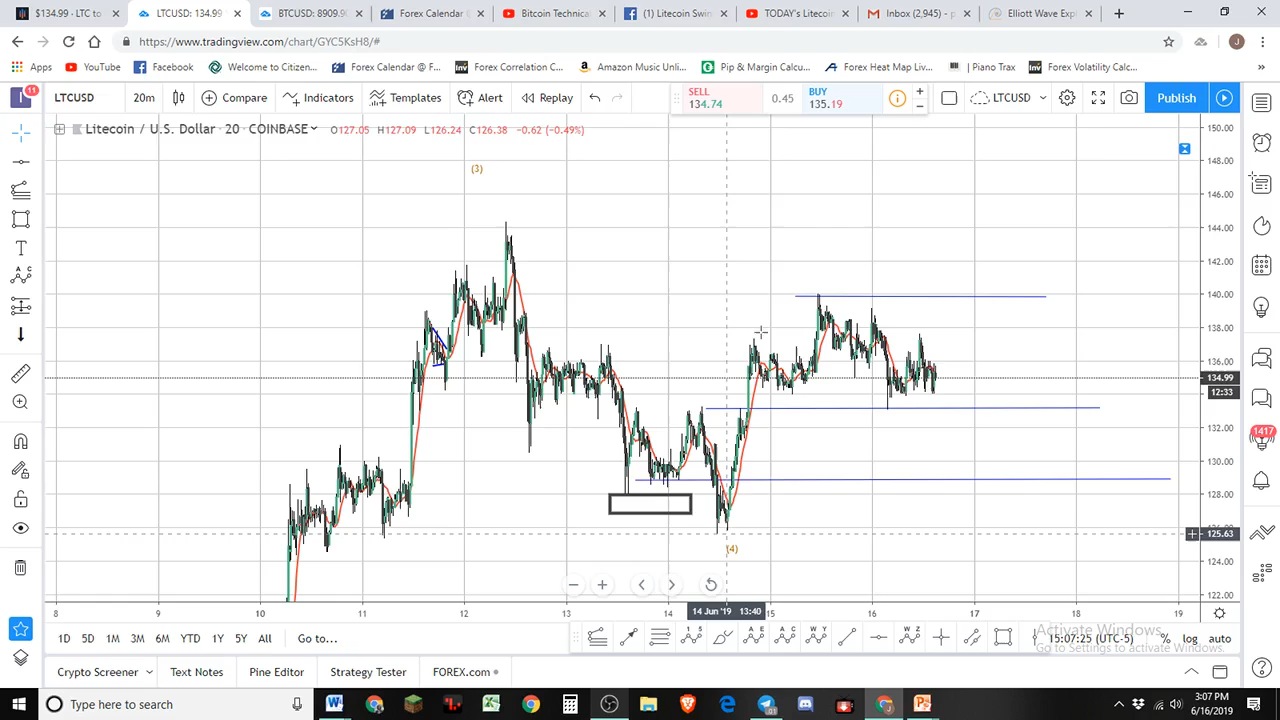 $134.99 · LTC to
LTCUSD: 134.99
BTCUSD: 8909.9
Forex Calendar @ F
Bitcoin Technica
(1) Litecoin Swin
TODAY's Litecoin
Inbox (2,945) - p
Elliott Wave Exp
https://www.tradingview.com/chart/GYC5KsH8/#
J
Apps
YouTube
Facebook
Welcome to Citizen...
Forex Calendar @ F...
Inv
Forex Correlation C...
Amazon Music Unli...
Pip & Margin Calcu...
Forex Heat Map Liv...
| Piano Trax
Inv
Forex Volatility Calc...
»
I
11
LTCUSD
20m
Compare
Indicators
Templates
Alert
Replay
SELL
134.74
0.45
BUY
135.19
LTCUSD
Publish
Litecoin / U.S. Dollar · 20 · COINBASE
O127.05 H127.09 L126.24 C126.38 −0.62 (−0.49%)
(3)
(4)
150.00
148.00
146.00
144.00
142.00
140.00
138.00
136.00
134.99
12:33
132.00
130.00
128.00
125.63
124.00
122.00
1417
8
9
10
11
12
13
14
14 Jun '19 13:40
15
16
17
18
19
1D
5D
1M
3M
6M
YTD
1Y
5Y
All
Go to...
15:07:25 (UTC-5)
%
log
auto
Activate Windows
Go to Settings to activate Windows.
Crypto Screener
Text Notes
Pine Editor
Strategy Tester
FOREX.com
Type here to search
3:07 PM
6/16/2019